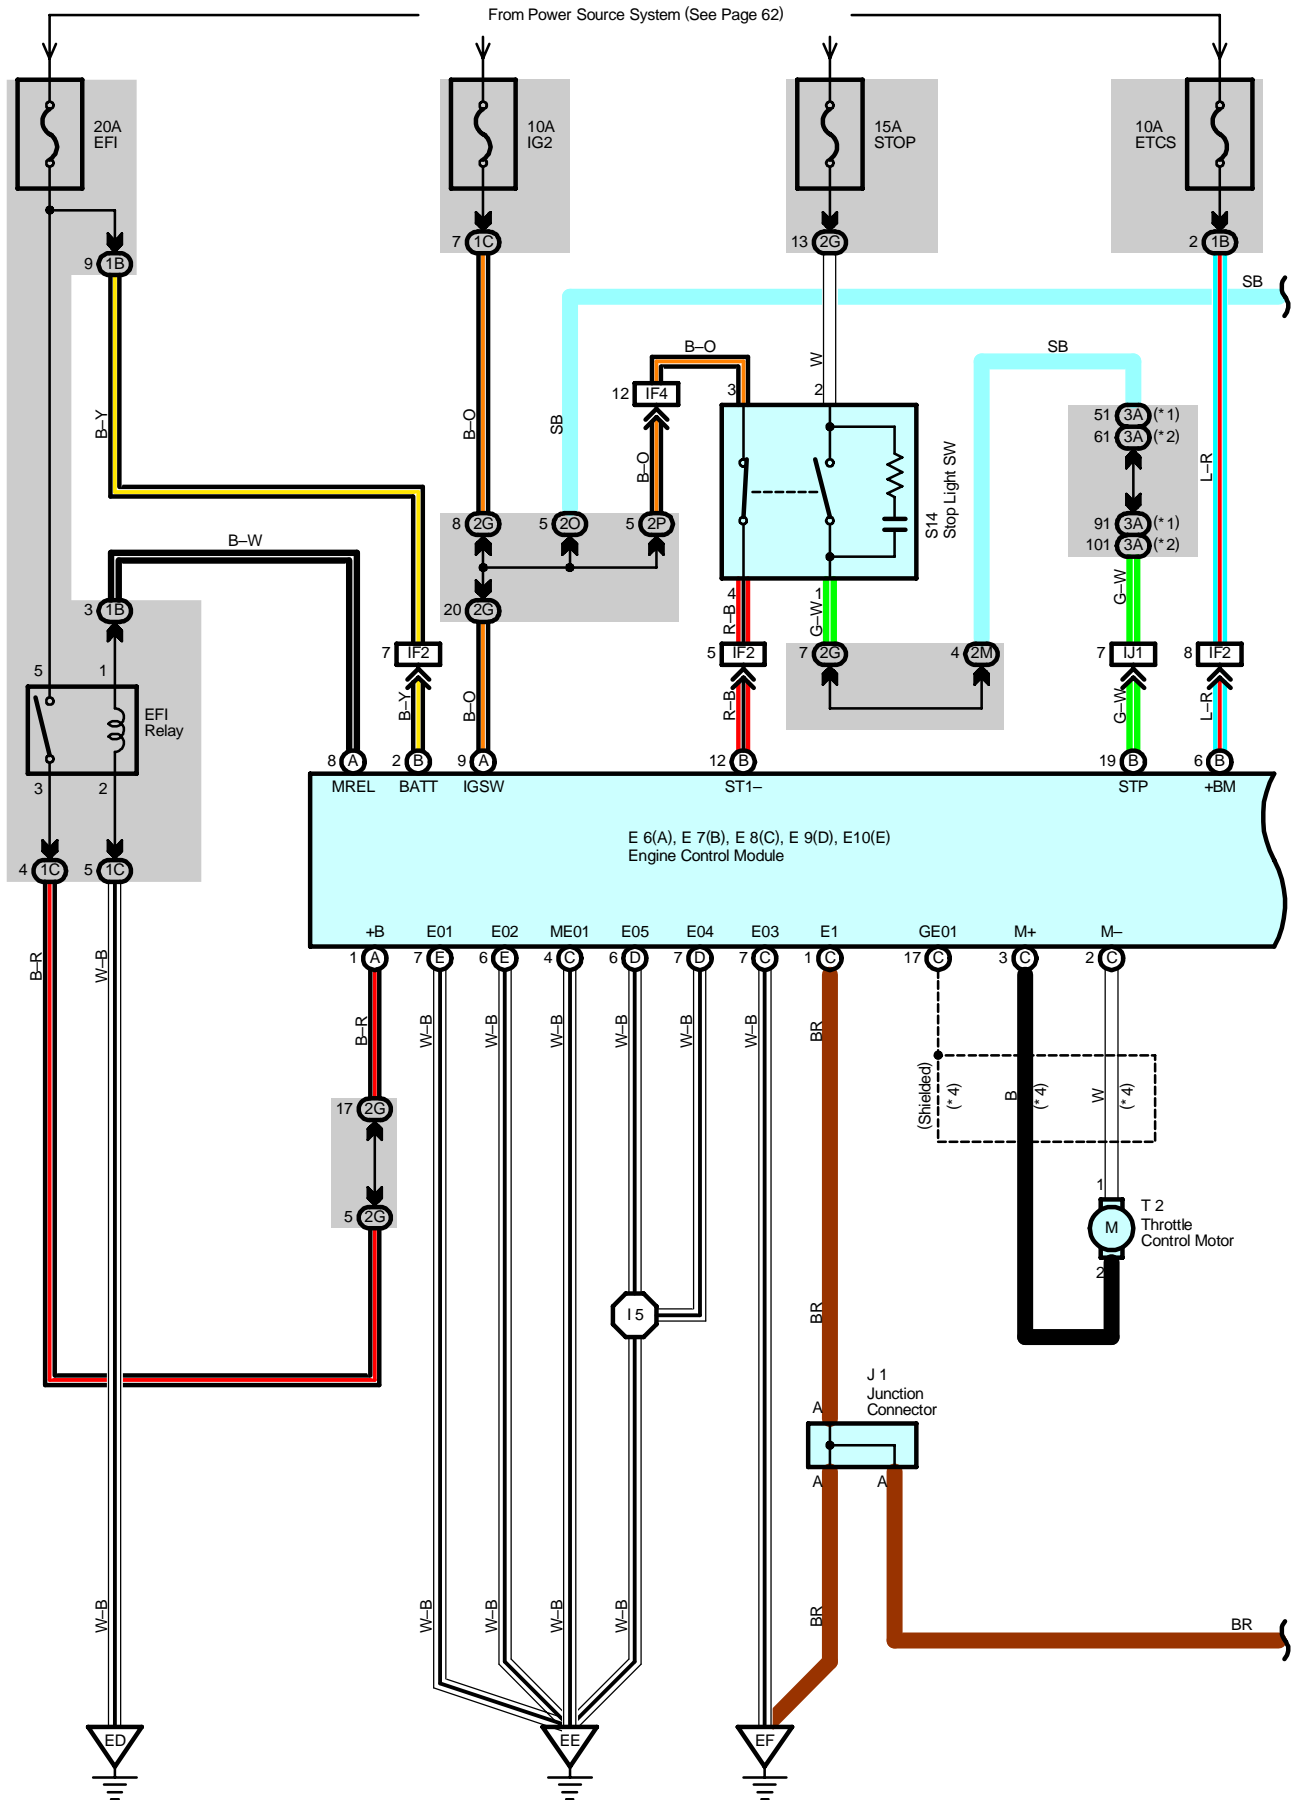 From Power Source System (See Page 62)
20A
EFI
10A
IG2
15A
STOP
10A
ETCS
7 1C
13 2G
2 1B
9 1B
SB
B–O
SB
W
12 IF4
3
2
51 3A (*1)
61 3A (*2)
B–Y
B–O
SB
B–O
S14
Stop Light SW
L–R
8 2G
5 2O
5 2P
91 3A (*1)
101 3A (*2)
B–W
3 1B
20 2G
4
1
R–B
G–W
G–W
7 IF2
5 IF2
7 2G
4 2M
7 IJ1
8 IF2
5
1
EFI
Relay
B–Y
B–O
R–B
G–W
L–R
8 A
2 B
9 A
12 B
19 B
6 B
MREL
BATT
IGSW
ST1–
STP
+BM
3
2
E 6(A), E 7(B), E 8(C), E 9(D), E10(E)
Engine Control Module
4 1C
5 1C
+B
E01
E02
ME01
E05
E04
E03
E1
GE01
M+
M–
1 A
7 E
6 E
4 C
6 D
7 D
7 C
1 C
17 C
3 C
2 C
B–R
W–B
B–R
W–B
W–B
W–B
W–B
W–B
W–B
BR
(Shielded)
(*4)
B
(*4)
W
(*4)
17 2G
5 2G
1
M
T 2
Throttle
Control Motor
2
I 5
BR
J 1
Junction
Connector
A
A
A
W–B
W–B
W–B
W–B
W–B
BR
BR
ED
EE
EF